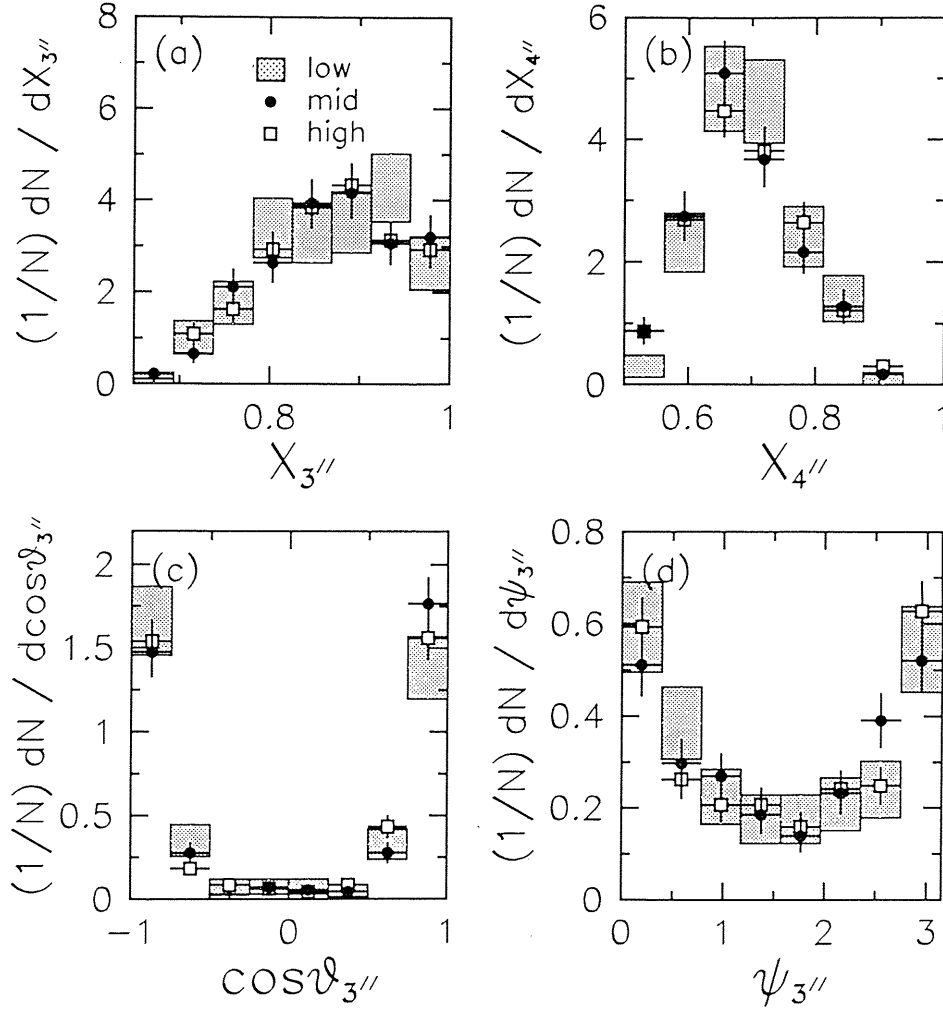 (a)
low
mid
high
(1/N) dN / dX3''
8
6
4
2
0
0.8
1
X3''
(b)
(1/N) dN / dX4''
6
4
2
0
0.6
0.8
1
X4''
(c)
(1/N) dN / dcosϑ3''
2
1.5
1
0.5
0
-1
0
1
cosϑ3''
(d)
(1/N) dN / dψ3''
0.8
0.6
0.4
0.2
0
0
1
2
3
ψ3''